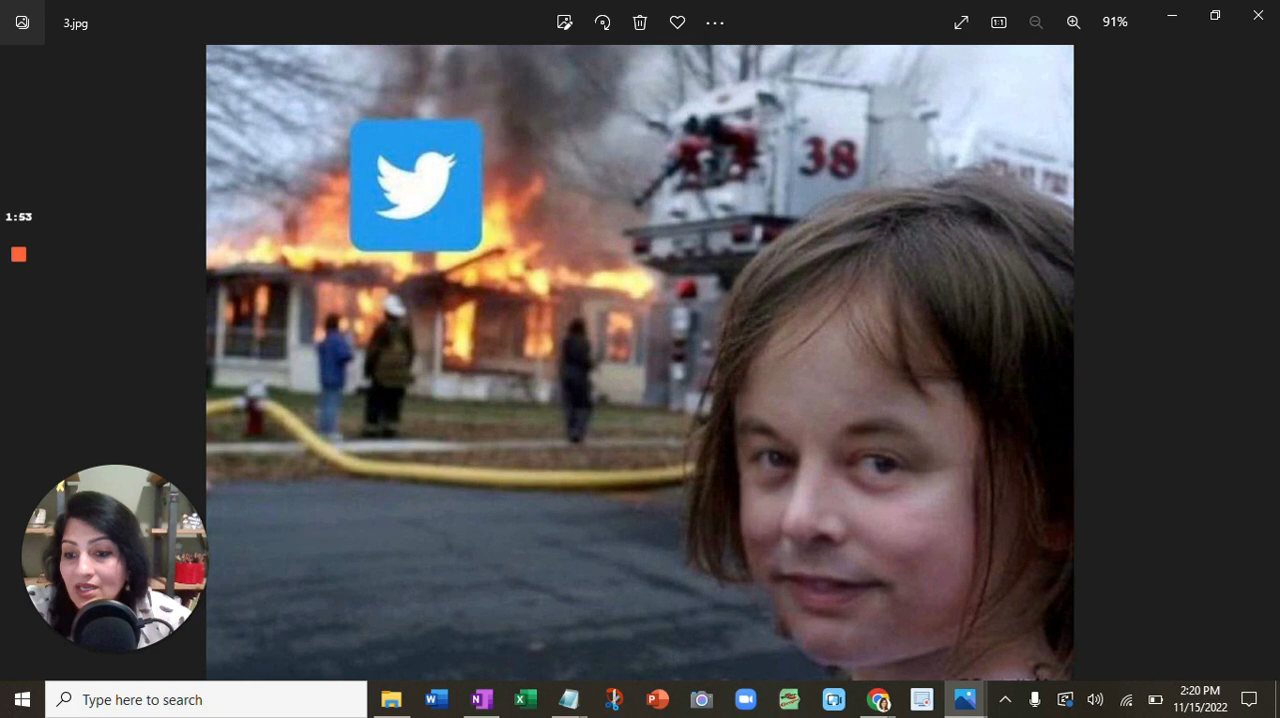 3.jpg
91%
38
1:53
Type here to search
2:20 PM
11/15/2022